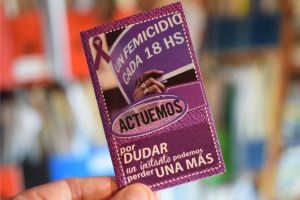 UN FEMICIDIO
CADA 18 HS
ACTUEMOS
por
DUDAR
un instante podemos
perder UNA MÁS